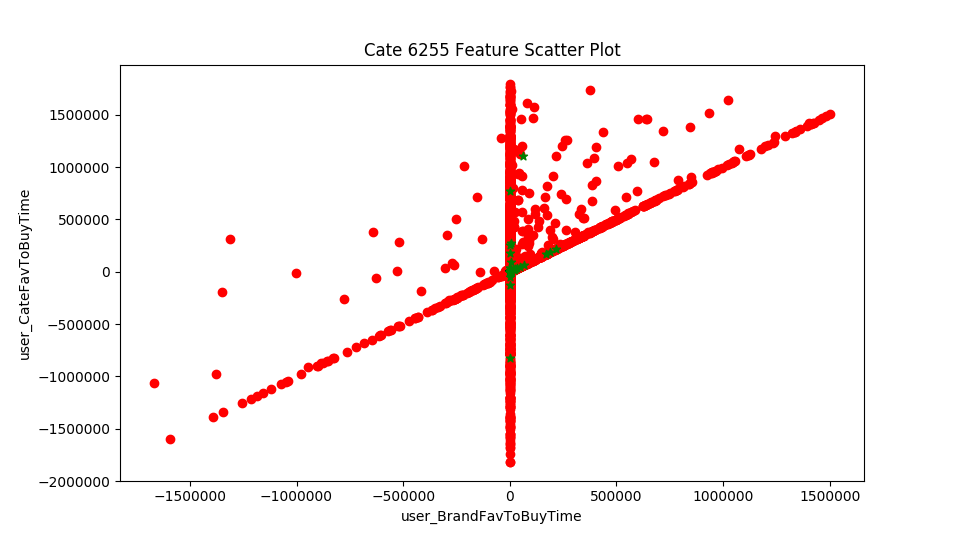 Cate 6255 Feature Scatter Plot
user_CateFavToBuyTime
1500000
1000000
500000
0
−500000
−1000000
−1500000
−2000000
−1500000 −1000000 −500000 0 500000 1000000 1500000
user_BrandFavToBuyTime